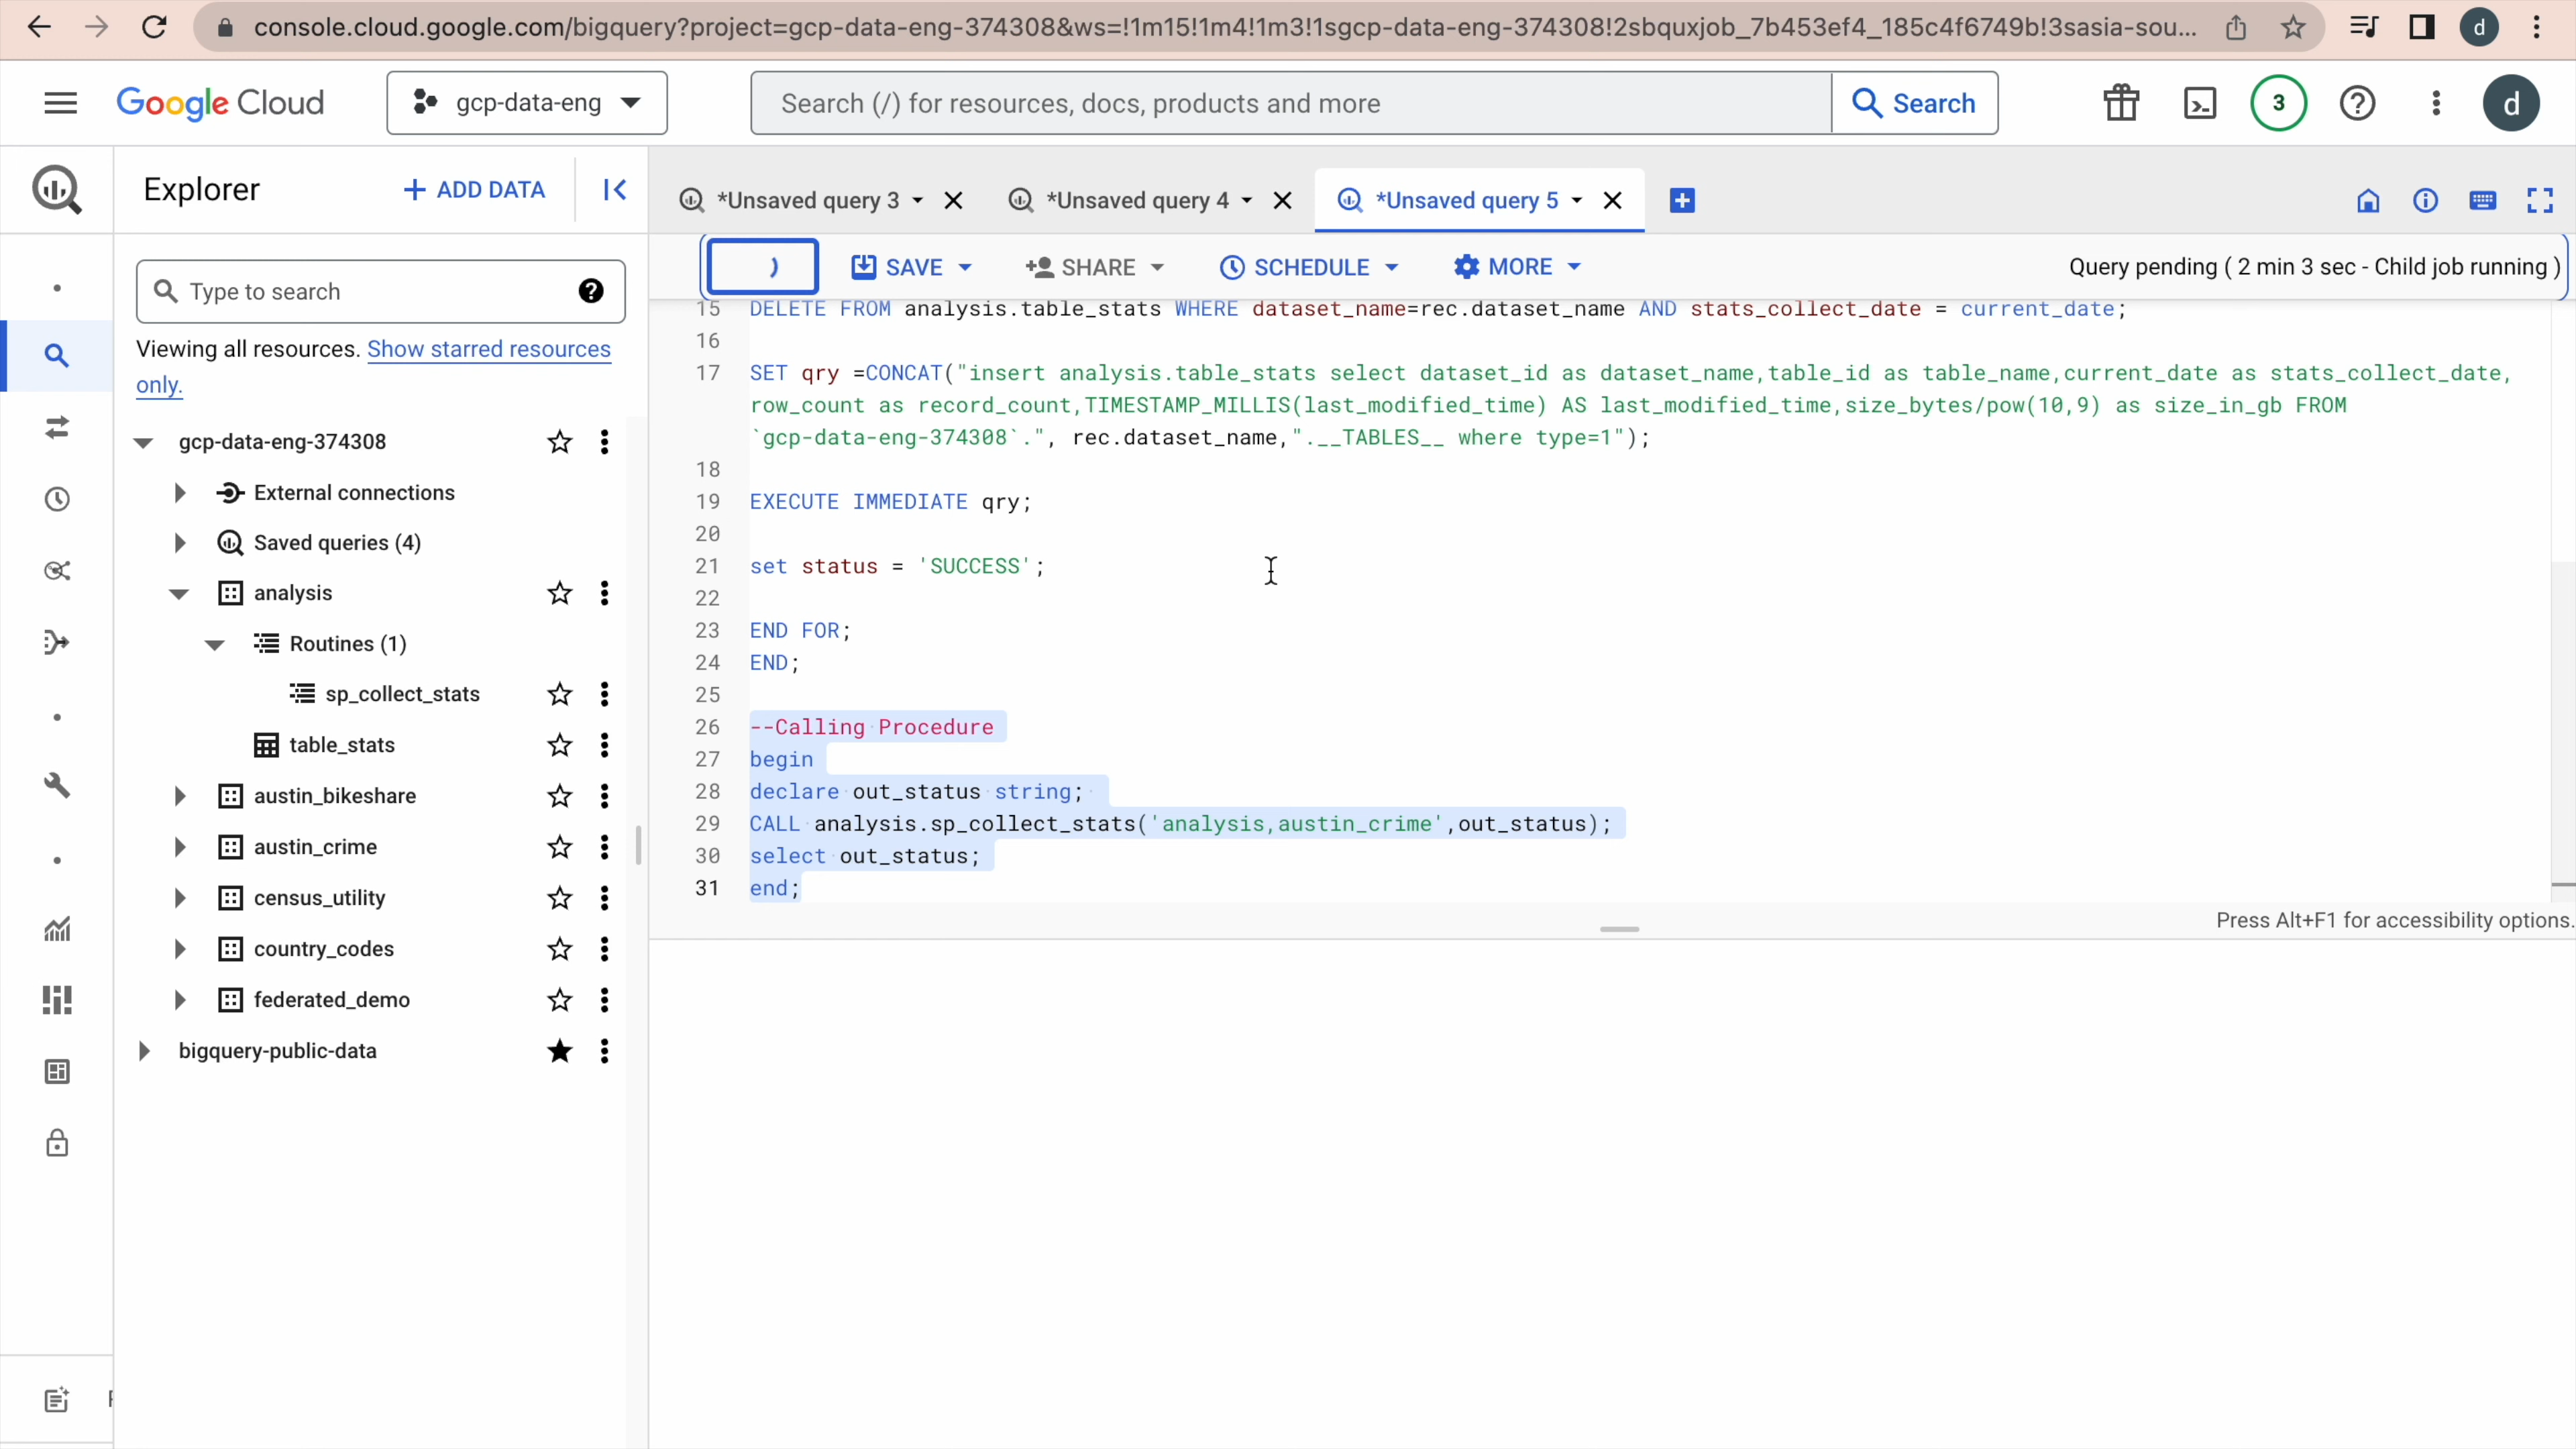 console.cloud.google.com/bigquery?project=gcp-data-eng-374308&ws=!1m15!1m4!1m3!1sgcp-data-eng-374308!2sbquxjob_7b453ef4_185c4f6749b!3sasia-sou...
d
Google Cloud
gcp-data-eng
Search (/) for resources, docs, products and more
Search
3
d
Explorer
+ ADD DATA
*Unsaved query 3
*Unsaved query 4
*Unsaved query 5
SAVE
SHARE
SCHEDULE
MORE
Query pending ( 2 min 3 sec - Child job running )
Type to search
Viewing all resources. Show starred resources
only.
gcp-data-eng-374308
External connections
Saved queries (4)
analysis
Routines (1)
sp_collect_stats
table_stats
austin_bikeshare
austin_crime
census_utility
country_codes
federated_demo
bigquery-public-data
15 DELETE FROM analysis.table_stats WHERE dataset_name=rec.dataset_name AND stats_collect_date = current_date;
16
17 SET qry =CONCAT("insert analysis.table_stats select dataset_id as dataset_name,table_id as table_name,current_date as stats_collect_date,
row_count as record_count,TIMESTAMP_MILLIS(last_modified_time) AS last_modified_time,size_bytes/pow(10,9) as size_in_gb FROM
`gcp-data-eng-374308`.", rec.dataset_name,".__TABLES__ where type=1");
18
19 EXECUTE IMMEDIATE qry;
20
21 set status = 'SUCCESS';
22
23 END FOR;
24 END;
25
26 --Calling Procedure
27 begin
28 declare out_status string;
29 CALL analysis.sp_collect_stats('analysis,austin_crime',out_status);
30 select out_status;
31 end;
Press Alt+F1 for accessibility options.